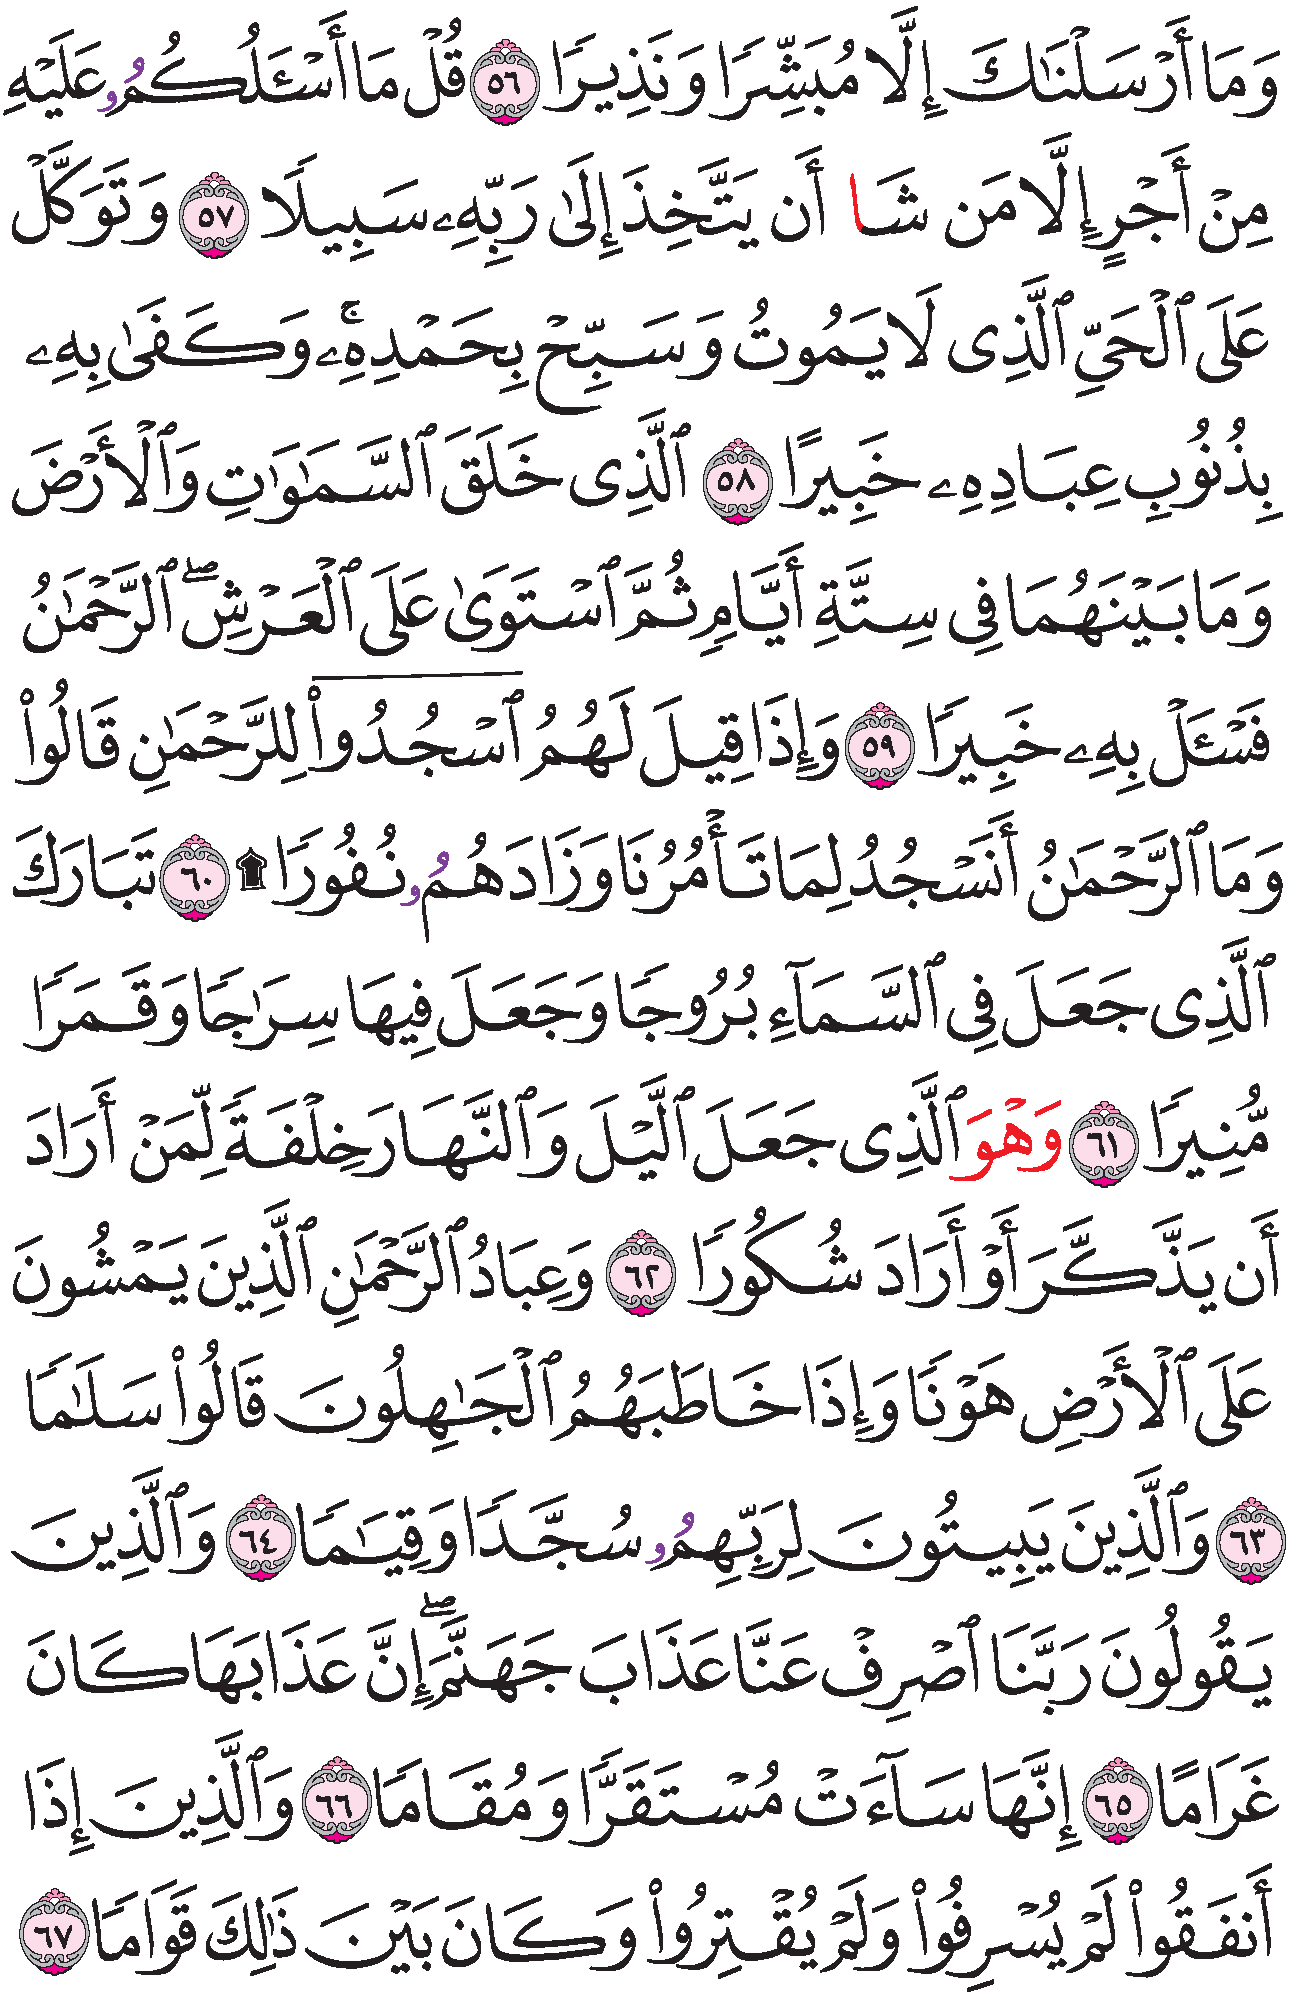 وَمَا أَرْسَلْنَٰكَ إِلَّا مُبَشِّرًا وَنَذِيرًا ٥٦ قُلْ مَا أَسْـَٔلُكُمُو عَلَيْهِ
مِنْ أَجْرٍ إِلَّا مَن شَا أَن يَتَّخِذَ إِلَىٰ رَبِّهِۦ سَبِيلًا ٥٧ وَتَوَكَّلْ
عَلَى ٱلْحَيِّ ٱلَّذِى لَا يَمُوتُ وَسَبِّحْ بِحَمْدِهِۦۚ وَكَفَىٰ بِهِۦ
بِذُنُوبِ عِبَادِهِۦ خَبِيرًا ٥٨ ٱلَّذِى خَلَقَ ٱلسَّمَٰوَٰتِ وَٱلْأَرْضَ
وَمَا بَيْنَهُمَا فِى سِتَّةِ أَيَّامٍ ثُمَّ ٱسْتَوَىٰ عَلَى ٱلْعَرْشِۖ ٱلرَّحْمَٰنُ
فَسْـَٔلْ بِهِۦ خَبِيرًا ٥٩ وَإِذَا قِيلَ لَهُمُ ٱسْجُدُوا۟ لِلرَّحْمَٰنِ قَالُوا۟
وَمَا ٱلرَّحْمَٰنُ أَنَسْجُدُ لِمَا تَأْمُرُنَا وَزَادَهُمُو نُفُورًا ۩ ٦٠ تَبَارَكَ
ٱلَّذِى جَعَلَ فِى ٱلسَّمَآءِ بُرُوجًا وَجَعَلَ فِيهَا سِرَٰجًا وَقَمَرًا
مُّنِيرًا ٦١ وَهْوَ ٱلَّذِى جَعَلَ ٱلَّيْلَ وَٱلنَّهَارَ خِلْفَةً لِّمَنْ أَرَادَ
أَن يَذَّكَّرَ أَوْ أَرَادَ شُكُورًا ٦٢ وَعِبَادُ ٱلرَّحْمَٰنِ ٱلَّذِينَ يَمْشُونَ
عَلَى ٱلْأَرْضِ هَوْنًا وَإِذَا خَاطَبَهُمُ ٱلْجَٰهِلُونَ قَالُوا۟ سَلَٰمًا
٦٣ وَٱلَّذِينَ يَبِيتُونَ لِرَبِّهِمُو سُجَّدًا وَقِيَٰمًا ٦٤ وَٱلَّذِينَ
يَقُولُونَ رَبَّنَا ٱصْرِفْ عَنَّا عَذَابَ جَهَنَّمَۖ إِنَّ عَذَابَهَا كَانَ
غَرَامًا ٦٥ إِنَّهَا سَآءَتْ مُسْتَقَرًّا وَمُقَامًا ٦٦ وَٱلَّذِينَ إِذَا
أَنفَقُوا۟ لَمْ يُسْرِفُوا۟ وَلَمْ يُقْتِرُوا۟ وَكَانَ بَيْنَ ذَٰلِكَ قَوَامًا ٦٧